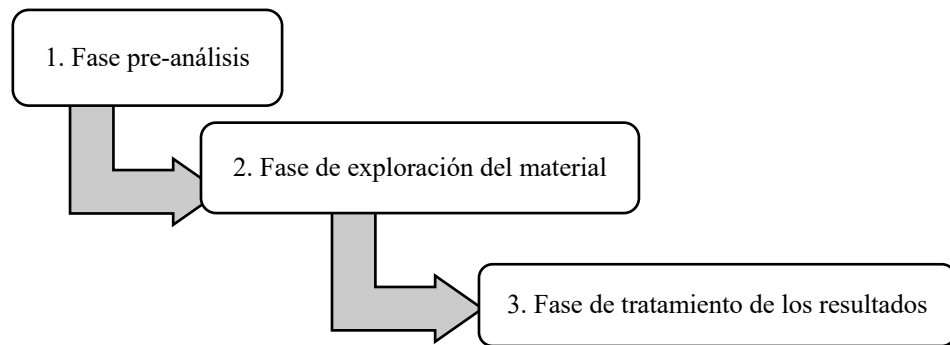 1. Fase pre-análisis
2. Fase de exploración del material
3. Fase de tratamiento de los resultados